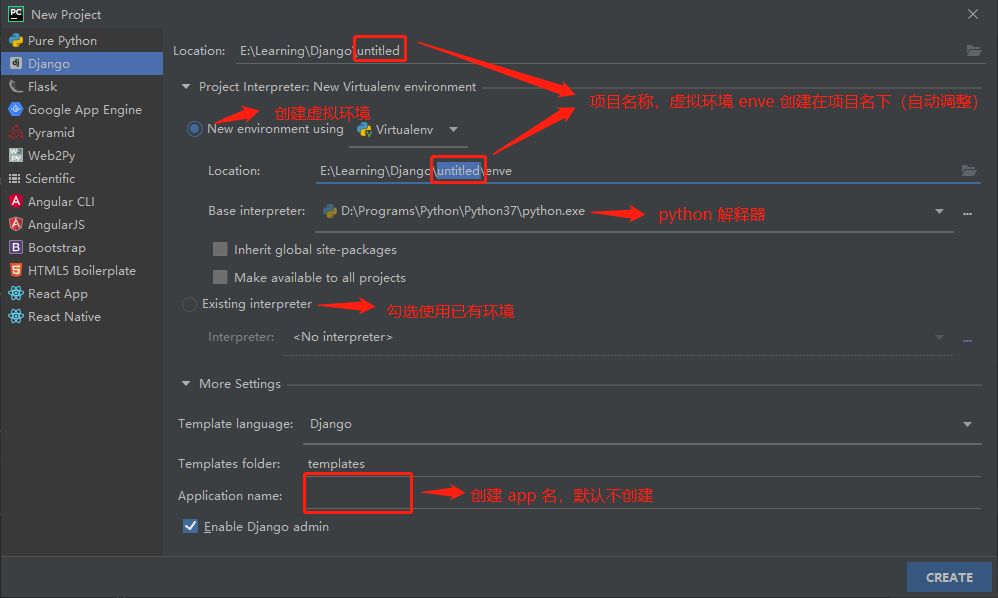 New Project
Pure Python
Django
Flask
Google App Engine
Pyramid
Web2Py
Scientific
Angular CLI
AngularJS
Bootstrap
HTML5 Boilerplate
React App
React Native
Location: E:\Learning\Django\untitled
Project Interpreter: New Virtualenv environment
项目名称，虚拟环境 enve 创建在项目名下（自动调整）
创建虚拟环境
New environment using Virtualenv
Location: E:\Learning\Django\untitled\enve
Base interpreter: D:\Programs\Python\Python37\python.exe ...
python 解释器
Inherit global site-packages
Make available to all projects
Existing interpreter
勾选使用已有环境
Interpreter: <No interpreter> ...
More Settings
Template language: Django
Templates folder: templates
Application name:
创建 app 名，默认不创建
Enable Django admin
CREATE